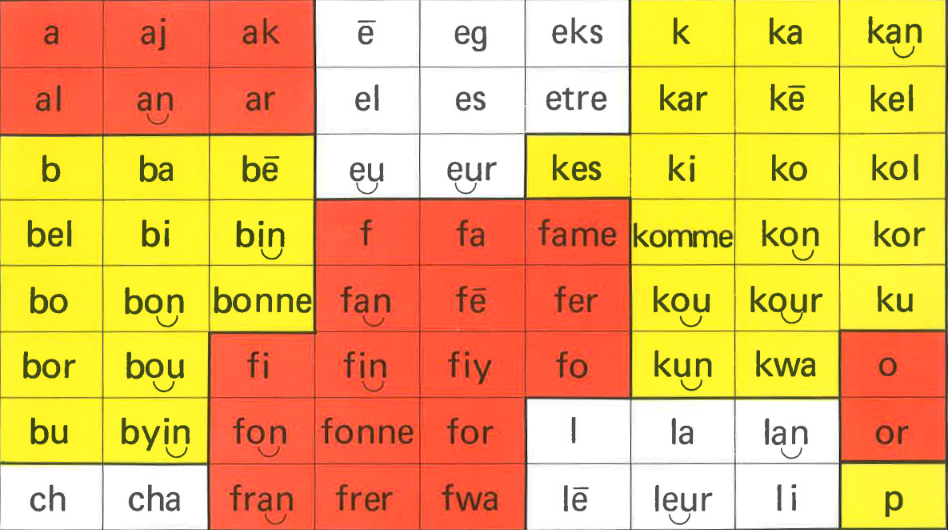 a aj ak ē eg eks k ka kan
al an ar el es etre kar kē kel
b ba bē eu eur kes ki ko kol
bel bi bin f fa fame komme kon kor
bo bon bonne fan fē fer kou kour ku
bor bou fi fin fiy fo kun kwa o
bu byin fon fonne for l la lan or
ch cha fran frer fwa lē leur li p